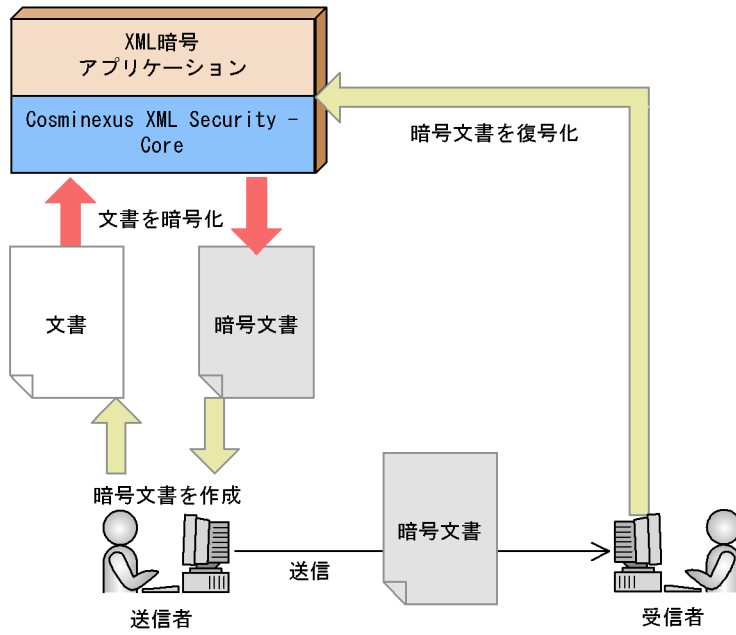 XML暗号
アプリケーション
Cosminexus XML Security -
Core
暗号文書を復号化
文書を暗号化
文書
暗号文書
暗号文書を作成
暗号文書
送信
送信者
受信者